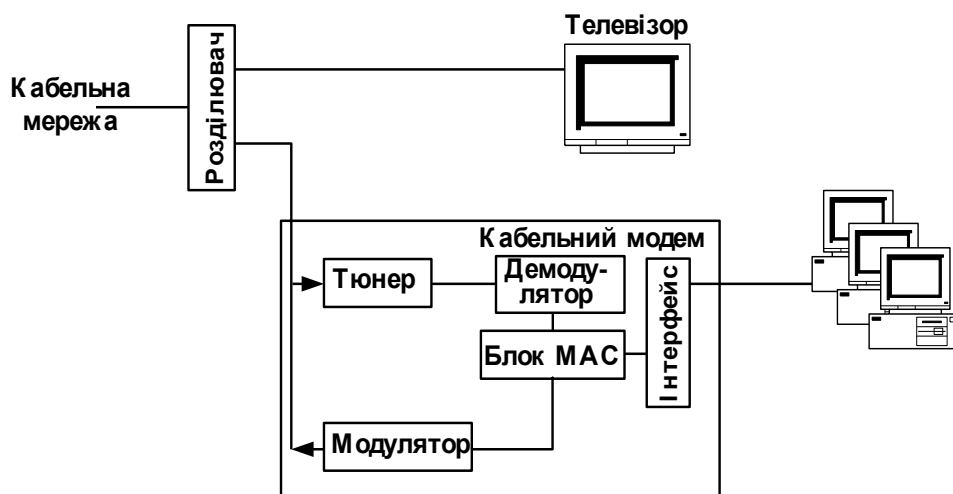 Телевізор
Кабельна
мережа
Розділювач
Кабельний модем
Тюнер
Демоду-
лятор
Інтерфейс
Блок МАС
Модулятор